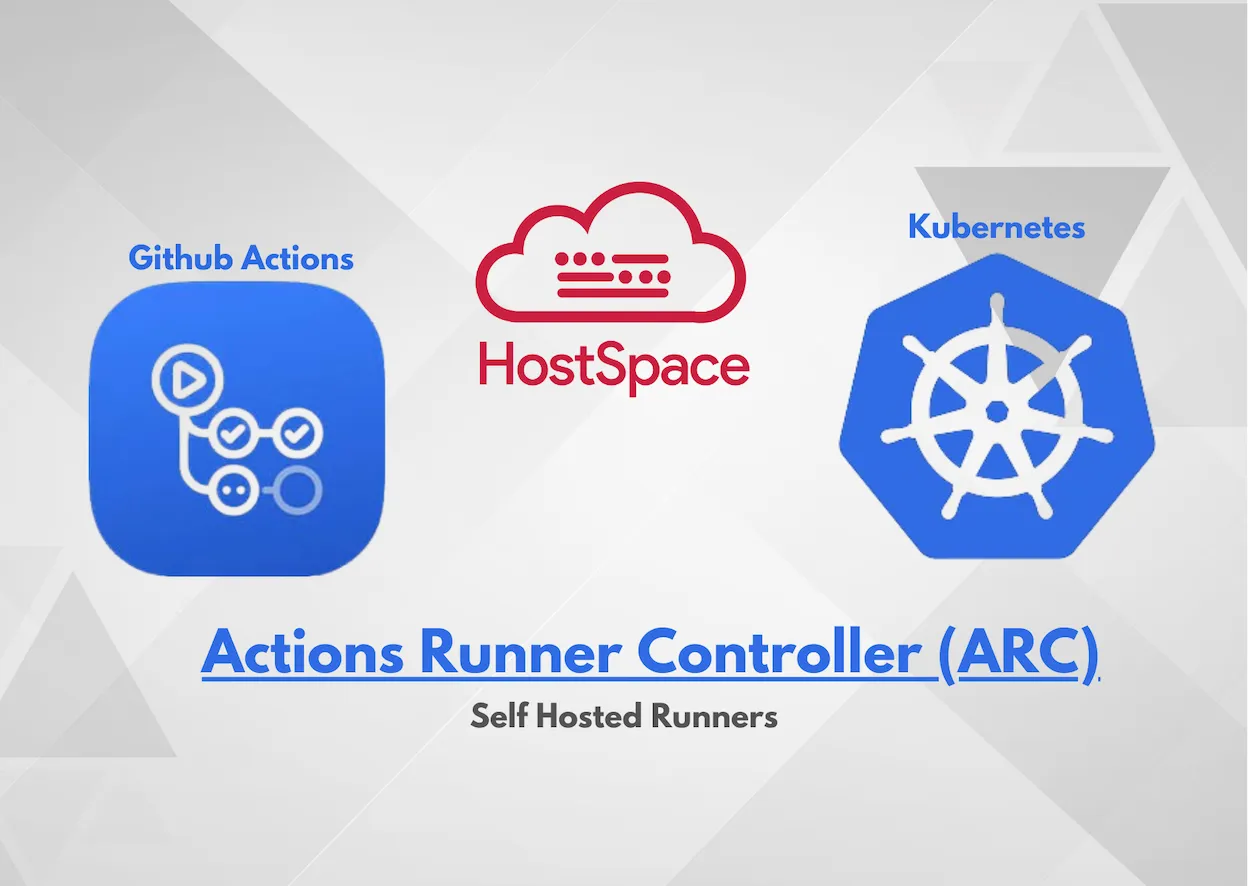 Github Actions
HostSpace
Kubernetes
Actions Runner Controller (ARC)
Self Hosted Runners